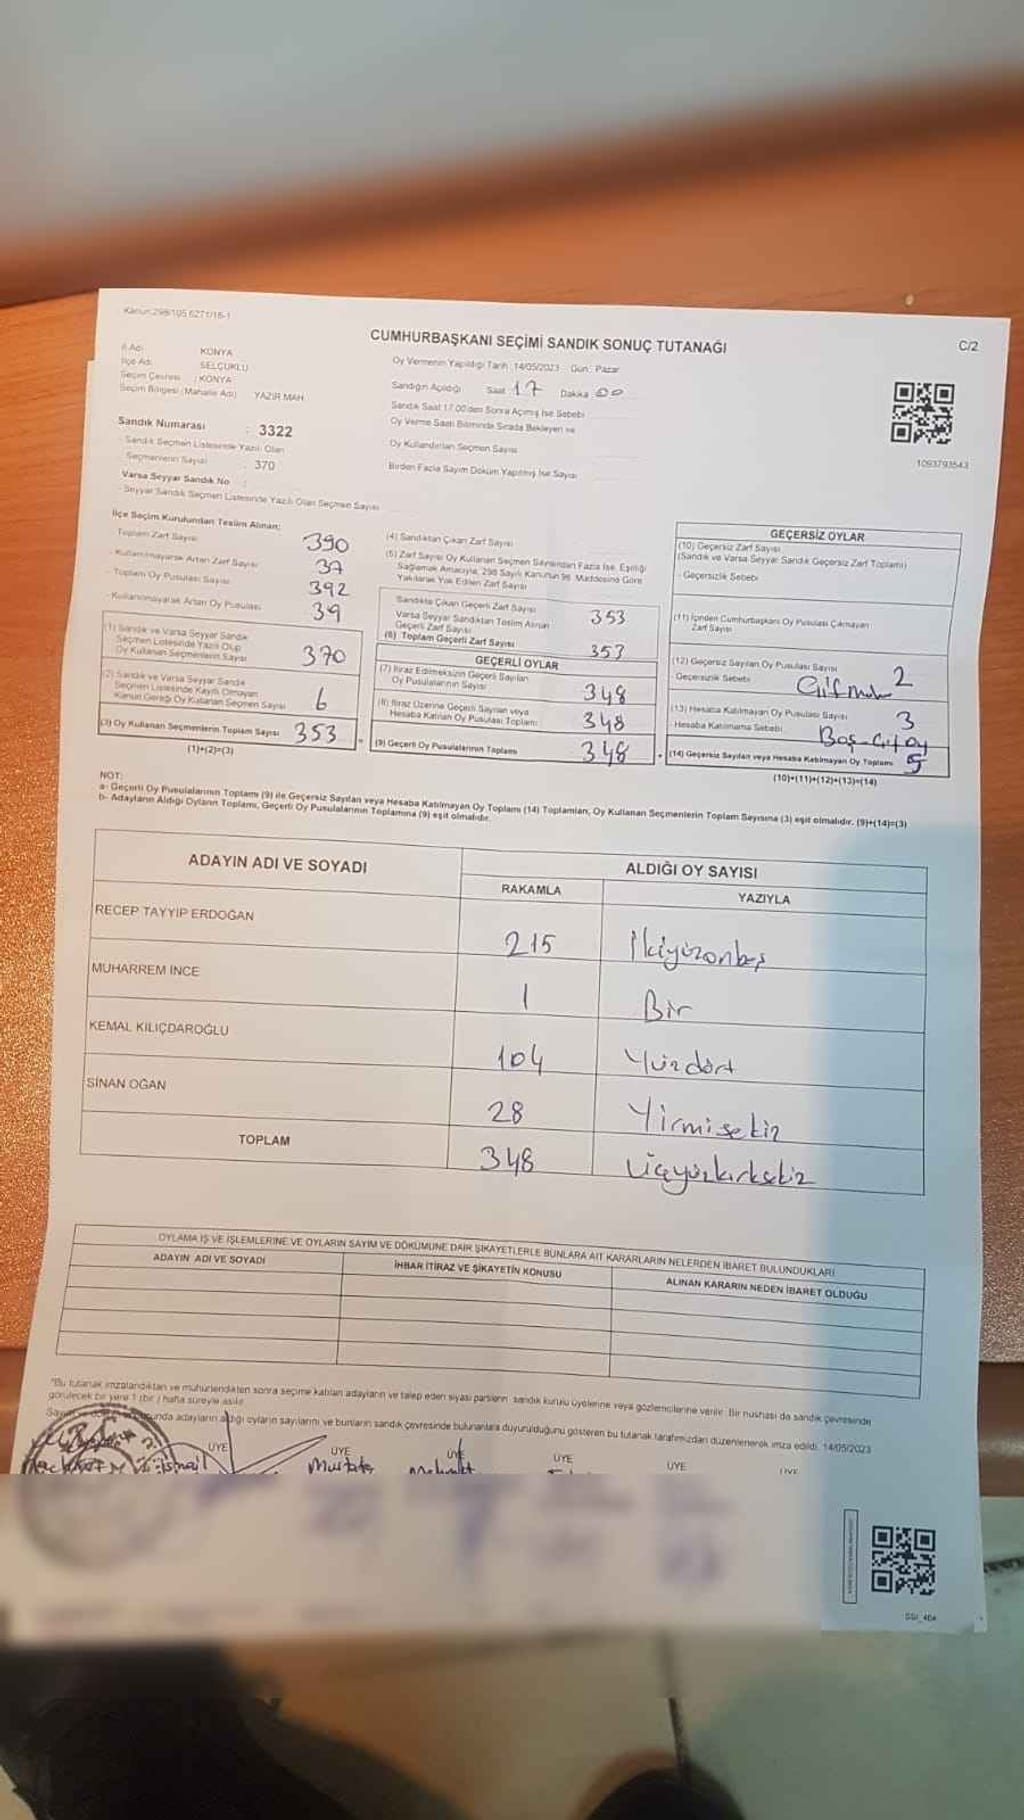 Kanun:298/105 6271/16-1
CUMHURBAŞKANI SEÇİMİ SANDIK SONUÇ TUTANAĞI
C/2
İl Adı : KONYA
İlçe Adı : SELÇUKLU
Seçim Çevresi : KONYA
Seçim Bölgesi (Mahalle Adı) YAZIR MAH.
Oy Vermenin Yapıldığı Tarih :14/05/2023 Gün: Pazar
Sandığın Açıldığı Saat 17 Dakika 00
Sandık Saat 17.00'den Sonra Açılmış İse Sebebi
Oy Verme Saati Bitiminde Sırada Bekleyen ve
Oy Kullandırılan Seçmen Sayısı
Birden Fazla Sayım Döküm Yapılmış İse Sayısı
1093793543
Sandık Numarası : 3322
Sandık Seçmen Listesinde Yazılı Olan
Seçmenlerin Sayısı : 370
Varsa Seyyar Sandık No :
- Seyyar Sandık Seçmen Listesinde Yazılı Olan Seçmen Sayısı
İlçe Seçim Kurulundan Teslim Alınan;
- Toplam Zarf Sayısı 390
- Kullanılmayarak Artan Zarf Sayısı 37
- Toplam Oy Pusulası Sayısı 392
- Kullanılmayarak Artan Oy Pusulası 39
(1) Sandık ve Varsa Seyyar Sandık
Seçmen Listesinde Yazılı Olup
Oy Kullanan Seçmenlerin Sayısı 370
(2) Sandık ve Varsa Seyyar Sandık
Seçmen Listesinde Kayıtlı Olmayan
Kanun Gereği Oy Kullanan Seçmen Sayısı 6
(3) Oy Kullanan Seçmenlerin Toplam Sayısı 353
(1)+(2)=(3)
(4) Sandıktan Çıkan Zarf Sayısı
(5) Zarf Sayısı Oy Kullanan Seçmen Sayısından Fazla İse, Eşitliği
Sağlamak Amacıyla, 298 Sayılı Kanunun 98. Maddesine Göre
Yakılarak Yok Edilen Zarf Sayısı
Sandıkta Çıkan Geçerli Zarf Sayısı 353
Varsa Seyyar Sandıktan Teslim Alınan
Geçerli Zarf Sayısı
(6) Toplam Geçerli Zarf Sayısı 353
GEÇERLİ OYLAR
(7) İtiraz Edilmeksizin Geçerli Sayılan
Oy Pusulalarının Sayısı 348
(8) İtiraz Üzerine Geçerli Sayılan veya
Hesaba Katılan Oy Pusulası Toplamı 348
(9) Geçerli Oy Pusulalarının Toplamı 348
GEÇERSİZ OYLAR
(10) Geçersiz Zarf Sayısı
(Sandık ve Varsa Seyyar Sandık Geçersiz Zarf Toplamı)
- Geçersizlik Sebebi
(11) İçinden Cumhurbaşkanı Oy Pusulası Çıkmayan
Zarf Sayısı
(12) Geçersiz Sayılan Oy Pusulası Sayısı 2
Geçersizlik Sebebi
(13) Hesaba Katılmayan Oy Pusulası Sayısı 3
Hesaba Katılmama Sebebi
(14) Geçersiz Sayılan veya Hesaba Katılmayan Oy Toplamı 5
(10)+(11)+(12)+(13)=(14)
NOT:
a- Geçerli Oy Pusulalarının Toplamı (9) ile Geçersiz Sayılan veya Hesaba Katılmayan Oy Toplamı (14) Toplamları, Oy Kullanan Seçmenlerin Toplam Sayısına (3) eşit olmalıdır. (9)+(14)=(3)
b- Adayların Aldığı Oyların Toplamı, Geçerli Oy Pusulalarının Toplamına (9) eşit olmalıdır.
ADAYIN ADI VE SOYADI
ALDIĞI OY SAYISI
RAKAMLA YAZIYLA
RECEP TAYYIP ERDOĞAN 215 İkiyüzonbeş
MUHARREM İNCE 1 Bir
KEMAL KILIÇDAROĞLU 104 Yüzdört
SİNAN OĞAN 28 Yirmisekiz
TOPLAM 348 Üçyüzkırksekiz
OYLAMA İŞ VE İŞLEMLERİNE VE OYLARIN SAYIM VE DÖKÜMÜNE DAİR ŞİKAYETLERLE BUNLARA AİT KARARLARIN NELERDEN İBARET BULUNDUKLARI
ADAYIN ADI VE SOYADI İHBAR İTİRAZ VE ŞİKAYETİN KONUSU ALINAN KARARIN NEDEN İBARET OLDUĞU
"Bu tutanak imzalandıktan ve mühürlendikten sonra seçime katılan adayların ve talep eden siyasi partilerin sandık kurulu üyelerine veya gözlemcilerine verilir. Bir nüshası da sandık çevresinde
görülecek bir yere 1 (bir) hafta süreyle asılır.
adayların aldığı oyların sayılarını ve bunların sandık çevresinde bulunanlara duyurulduğunu gösteren bu tutanak tarafımızdan düzenlenerek imza edildi. 14/05/2023
ÜYE ÜYE ÜYE ÜYE ÜYE ÜYE
İsmail Mustafa Mehmet